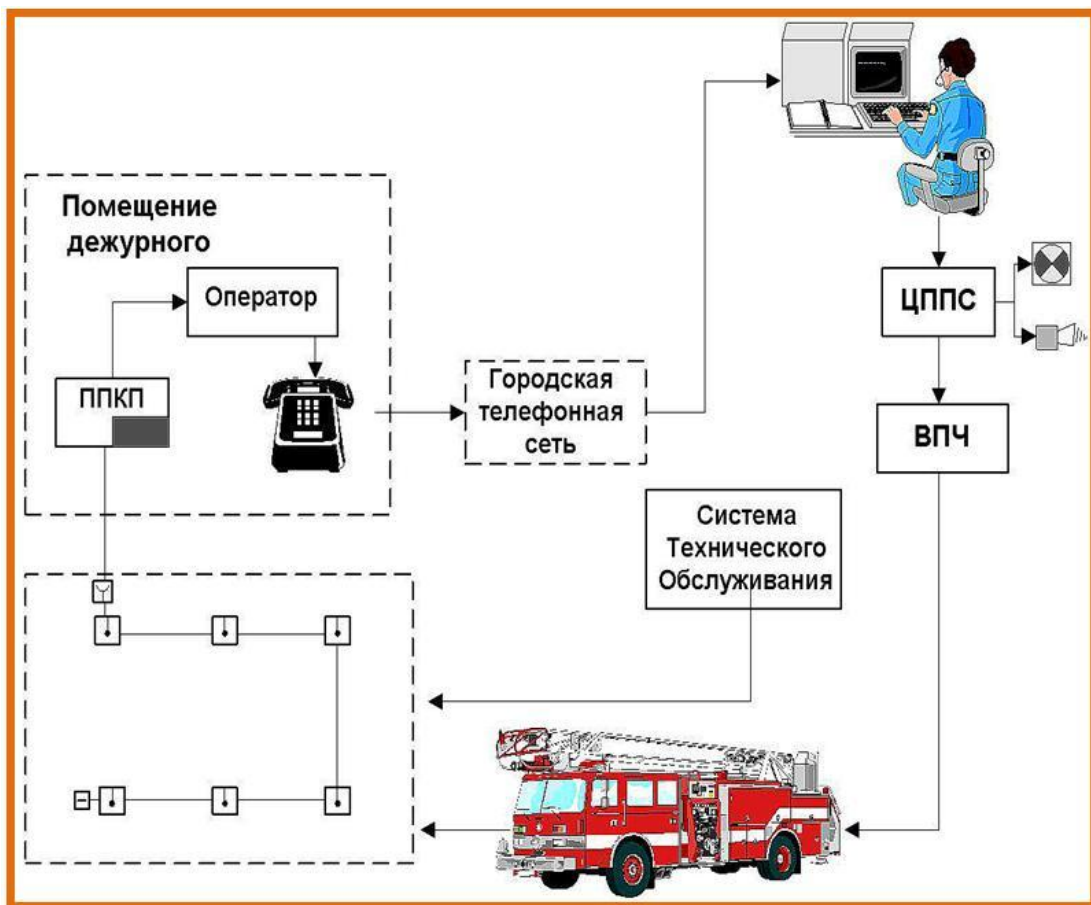 Помещение
дежурного
Оператор
ППКП
Городская
телефонная
сеть
ЦППС
ВПЧ
Система
Технического
Обслуживания